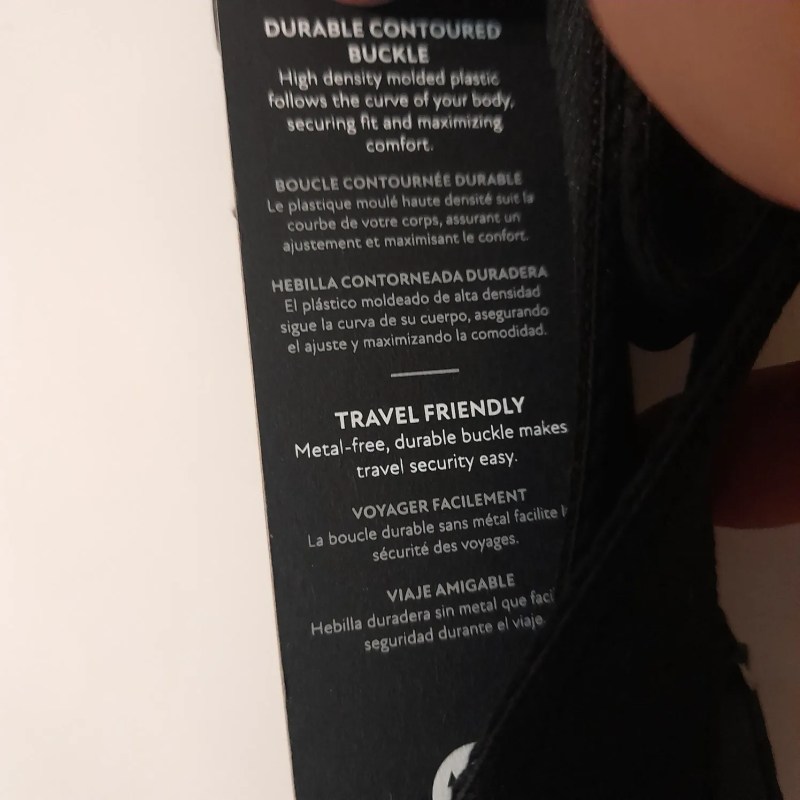 DURABLE CONTOURED
BUCKLE
High density molded plastic
follows the curve of your body,
securing fit and maximizing
comfort.
BOUCLE CONTOURNÉE DURABLE
Le plastique moulé haute densité suit la
courbe de votre corps, assurant un
ajustement et maximisant le confort.
HEBILLA CONTORNEADA DURADERA
El plástico moldeado de alta densidad
sigue la curva de su cuerpo, asegurando
el ajuste y maximizando la comodidad.
TRAVEL FRIENDLY
Metal-free, durable buckle makes
travel security easy.
VOYAGER FACILEMENT
La boucle durable sans métal facilite
sécurité des voyages.
VIAJE AMIGABLE
Hebilla duradera sin metal que
seguridad durante el viaje.